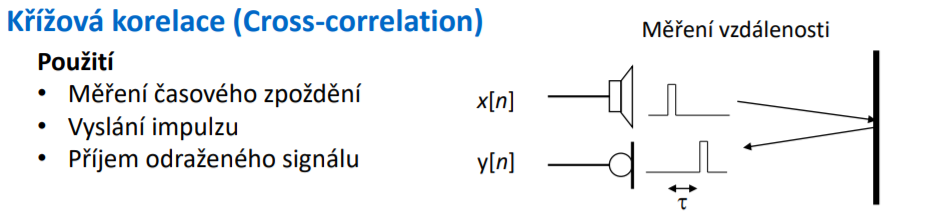 Křížová korelace (Cross-correlation)
Použití
• Měření časového zpoždění
• Vyslání impulzu
• Příjem odraženého signálu
Měření vzdálenosti
x[n]
y[n]
τ